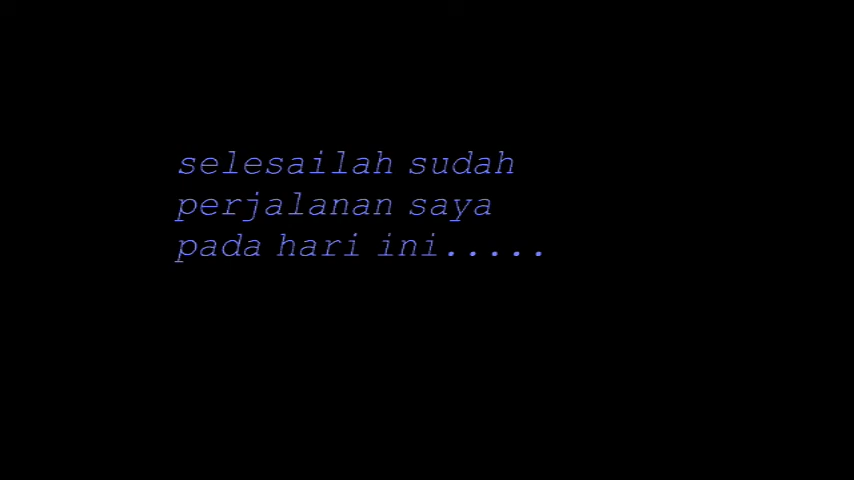 selesailah sudah
perjalanan saya
pada hari ini.....